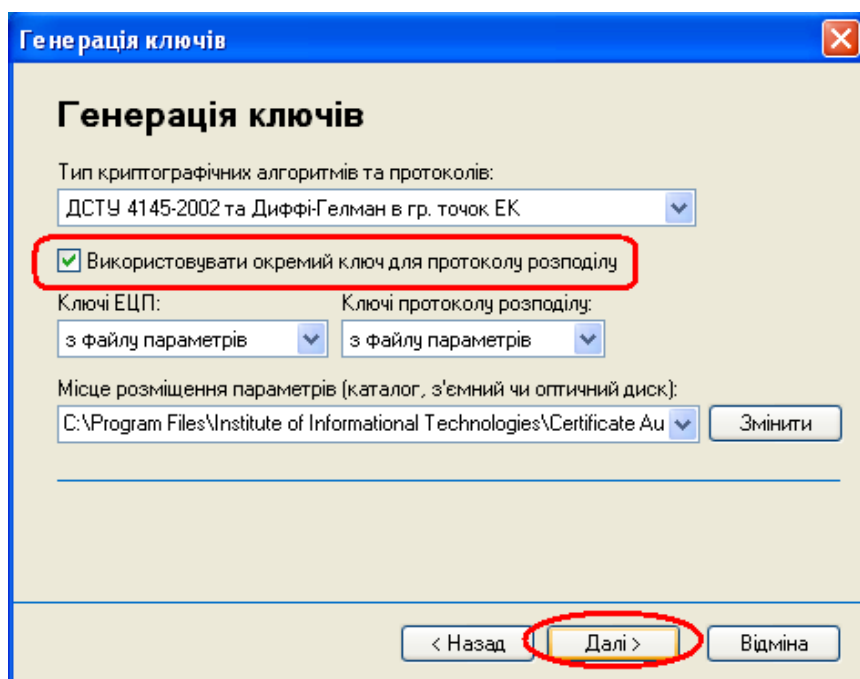 Генерація ключів
Генерація ключів
Тип криптографічних алгоритмів та протоколів:
ДСТУ 4145-2002 та Диффі-Гелман в гр. точок ЕК
Використовувати окремий ключ для протоколу розподілу
Ключі ЕЦП: Ключі протоколу розподілу:
з файлу параметрів з файлу параметрів
Місце розміщення параметрів (каталог, з'ємний чи оптичний диск):
C:\Program Files\Institute of Informational Technologies\Certificate Au Змінити
< Назад Далі > Відміна